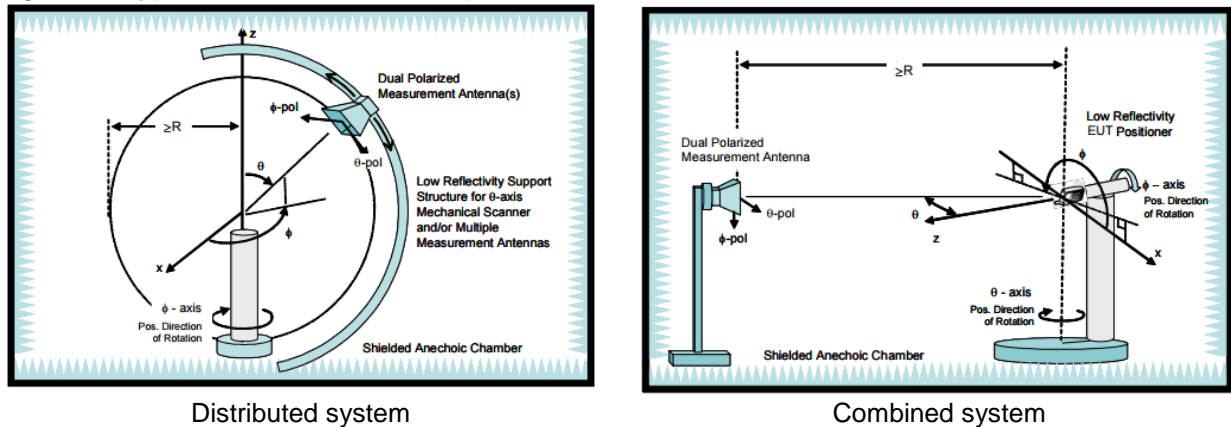 z
Dual Polarized
Measurement Antenna(s)
ϕ-pol
≥R
θ
θ-pol
Low Reflectivity Support
Structure for θ-axis
Mechanical Scanner
and/or Multiple
Measurement Antennas
ϕ
x
ϕ - axis
Pos. Direction
of Rotation
Shielded Anechoic Chamber
Distributed system
≥R
Low Reflectivity
EUT Positioner
Dual Polarized
Measurement Antenna
ϕ
ϕ – axis
Pos. Direction
of Rotation
θ-pol
θ
ϕ-pol
z
x
θ - axis
Pos. Direction
of Rotation
Shielded Anechoic Chamber
Combined system